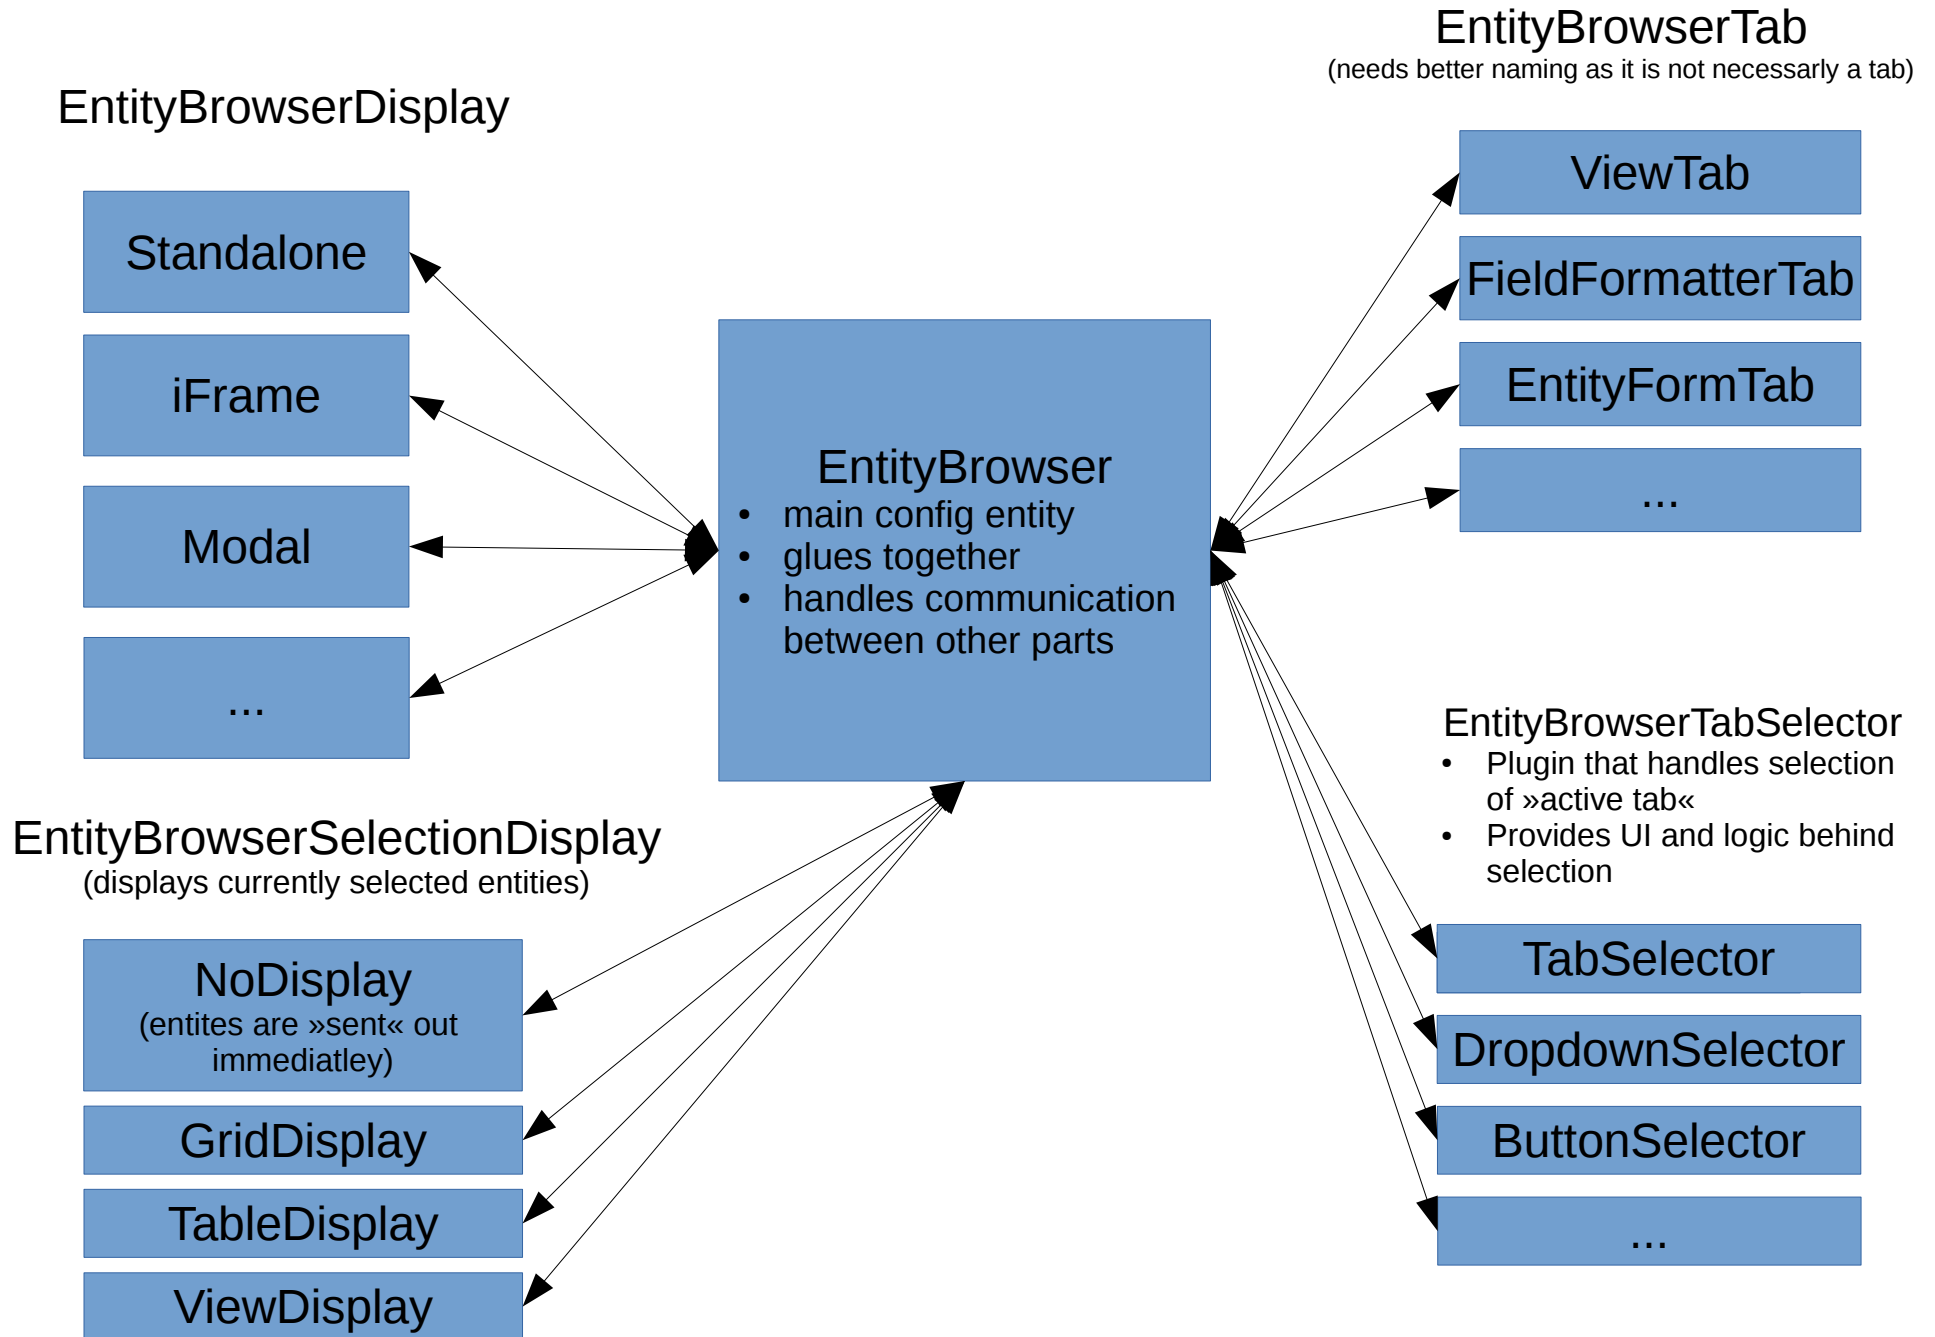 EntityBrowserDisplay
Standalone
iFrame
Modal
...
EntityBrowserSelectionDisplay
(displays currently selected entities)
NoDisplay
(entites are »sent« out
immediatley)
GridDisplay
TableDisplay
ViewDisplay
EntityBrowser
• main config entity
• glues together
• handles communication
between other parts
EntityBrowserTab
(needs better naming as it is not necessarly a tab)
ViewTab
FieldFormatterTab
EntityFormTab
...
EntityBrowserTabSelector
• Plugin that handles selection
of »active tab«
• Provides UI and logic behind
selection
TabSelector
DropdownSelector
ButtonSelector
...